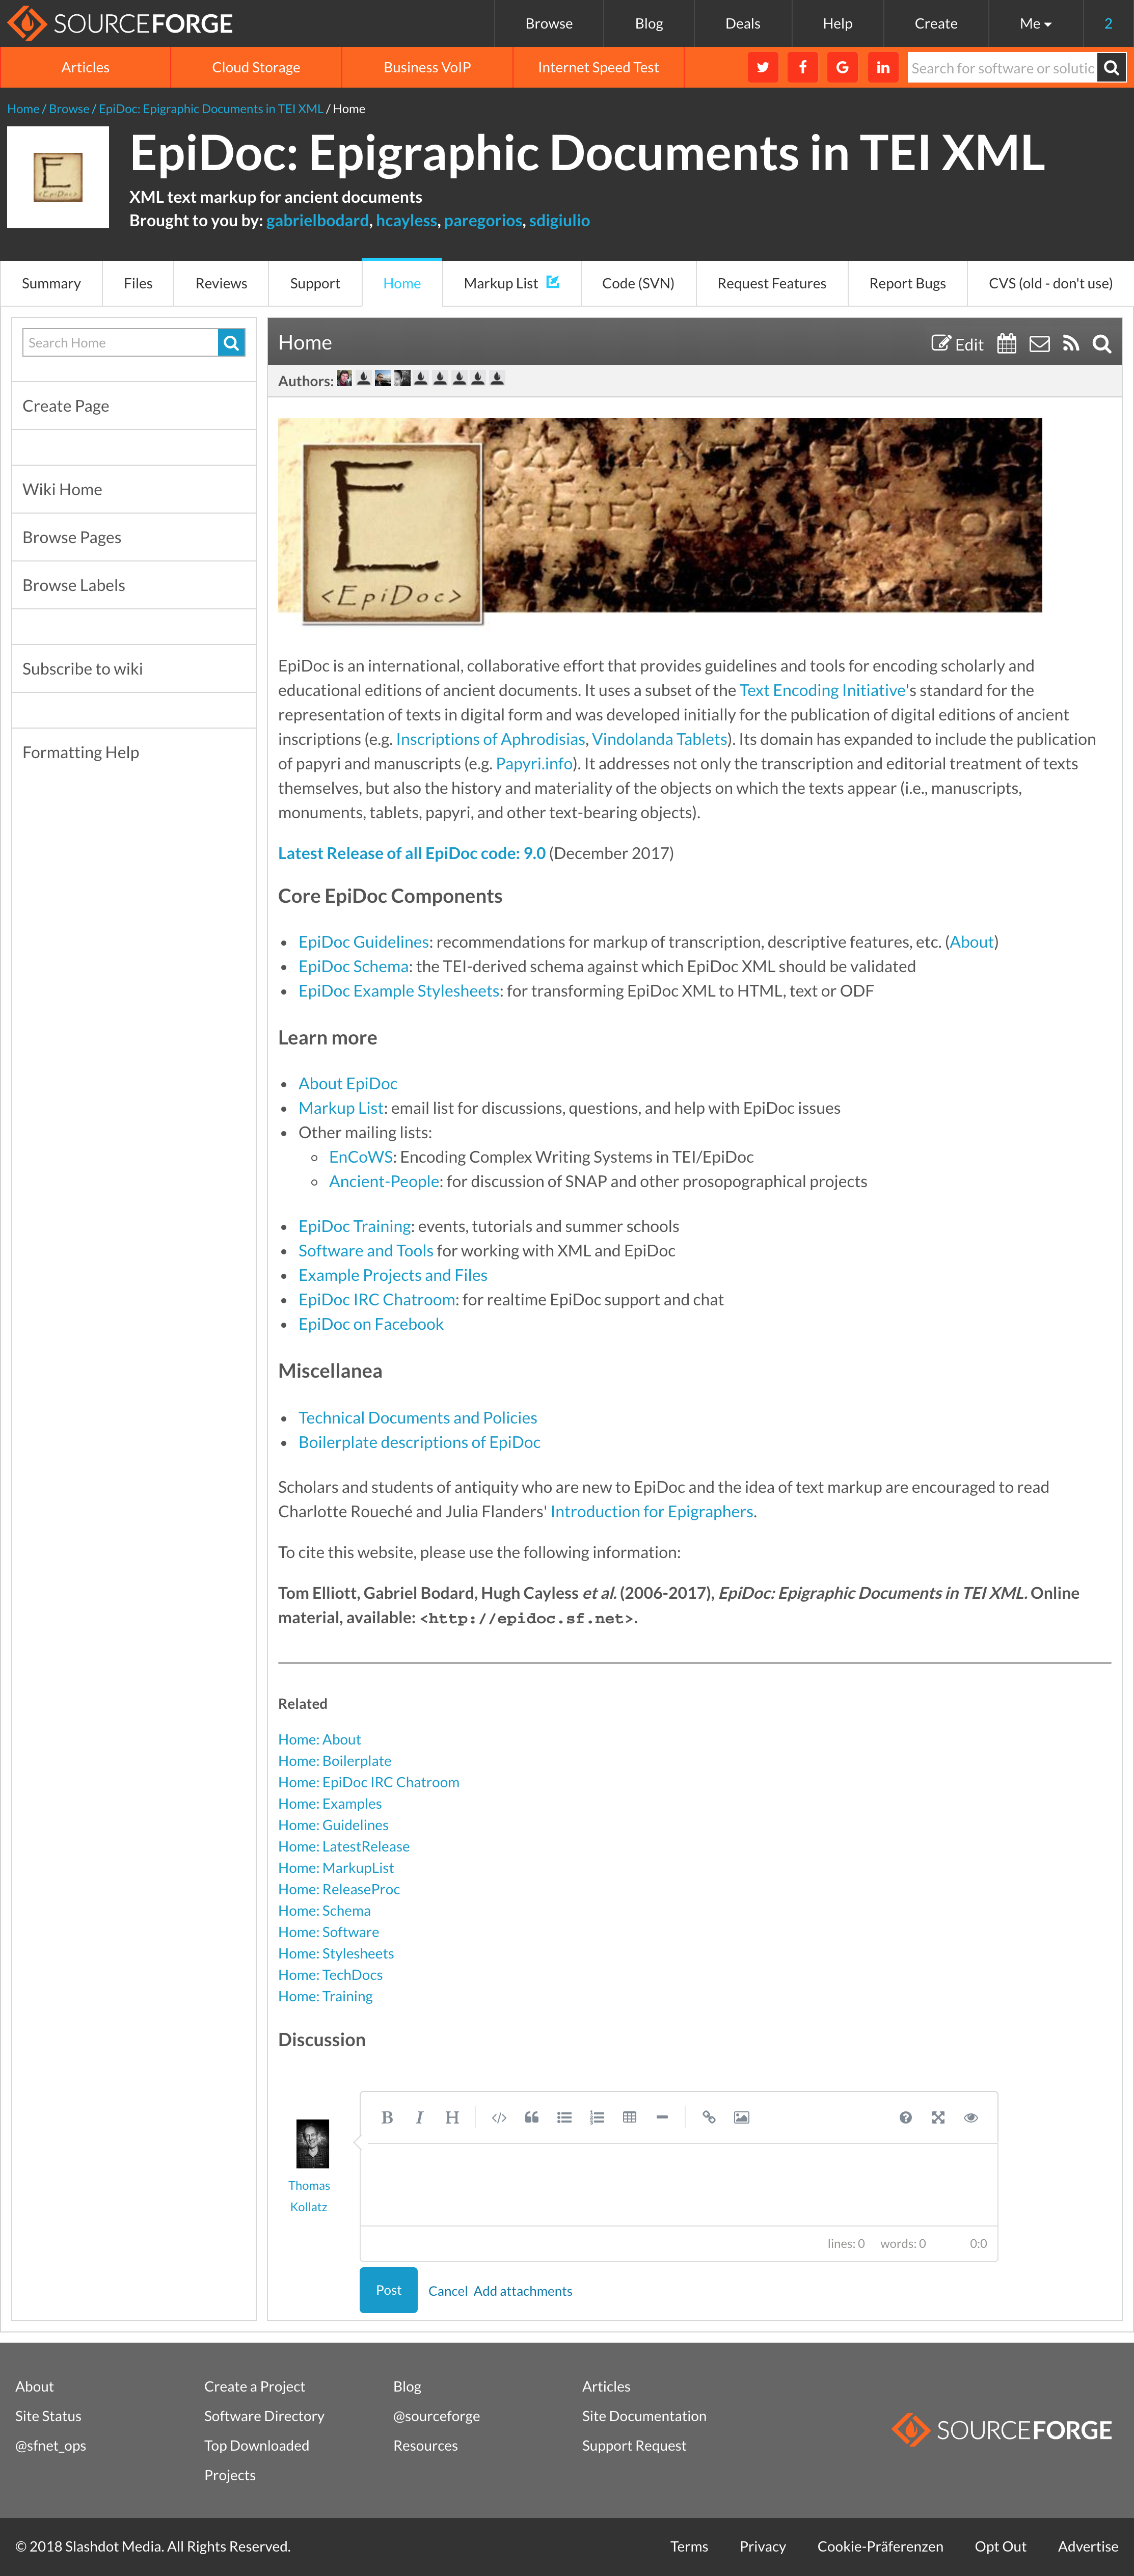 SOURCEFORGE
Browse
Blog
Deals
Help
Create
Me
2
Articles
Cloud Storage
Business VoIP
Internet Speed Test
Search for software or solutic
Home / Browse / EpiDoc: Epigraphic Documents in TEI XML / Home
E
<EpiDoc>
EpiDoc: Epigraphic Documents in TEI XML
XML text markup for ancient documents
Brought to you by: gabrielbodard, hcayless, paregorios, sdigiulio
Summary
Files
Reviews
Support
Home
Markup List
Code (SVN)
Request Features
Report Bugs
CVS (old - don't use)
Search Home
Create Page
Wiki Home
Browse Pages
Browse Labels
Subscribe to wiki
Formatting Help
Home
Edit
Authors:
E
<EpiDoc>
EpiDoc is an international, collaborative effort that provides guidelines and tools for encoding scholarly and
educational editions of ancient documents. It uses a subset of the Text Encoding Initiative's standard for the
representation of texts in digital form and was developed initially for the publication of digital editions of ancient
inscriptions (e.g. Inscriptions of Aphrodisias, Vindolanda Tablets). Its domain has expanded to include the publication
of papyri and manuscripts (e.g. Papyri.info). It addresses not only the transcription and editorial treatment of texts
themselves, but also the history and materiality of the objects on which the texts appear (i.e., manuscripts,
monuments, tablets, papyri, and other text-bearing objects).
Latest Release of all EpiDoc code: 9.0 (December 2017)
Core EpiDoc Components
• EpiDoc Guidelines: recommendations for markup of transcription, descriptive features, etc. (About)
• EpiDoc Schema: the TEI-derived schema against which EpiDoc XML should be validated
• EpiDoc Example Stylesheets: for transforming EpiDoc XML to HTML, text or ODF
Learn more
• About EpiDoc
• Markup List: email list for discussions, questions, and help with EpiDoc issues
• Other mailing lists:
◦ EnCoWS: Encoding Complex Writing Systems in TEI/EpiDoc
◦ Ancient-People: for discussion of SNAP and other prosopographical projects
• EpiDoc Training: events, tutorials and summer schools
• Software and Tools for working with XML and EpiDoc
• Example Projects and Files
• EpiDoc IRC Chatroom: for realtime EpiDoc support and chat
• EpiDoc on Facebook
Miscellanea
• Technical Documents and Policies
• Boilerplate descriptions of EpiDoc
Scholars and students of antiquity who are new to EpiDoc and the idea of text markup are encouraged to read
Charlotte Roueché and Julia Flanders' Introduction for Epigraphers.
To cite this website, please use the following information:
Tom Elliott, Gabriel Bodard, Hugh Cayless et al. (2006-2017), EpiDoc: Epigraphic Documents in TEI XML. Online
material, available: <http://epidoc.sf.net>.
Related
Home: About
Home: Boilerplate
Home: EpiDoc IRC Chatroom
Home: Examples
Home: Guidelines
Home: LatestRelease
Home: MarkupList
Home: ReleaseProc
Home: Schema
Home: Software
Home: Stylesheets
Home: TechDocs
Home: Training
Discussion
Thomas
Kollatz
B I H
lines: 0 words: 0 0:0
Post
Cancel Add attachments
About
Site Status
@sfnet_ops
Create a Project
Software Directory
Top Downloaded
Projects
Blog
@sourceforge
Resources
Articles
Site Documentation
Support Request
SOURCEFORGE
© 2018 Slashdot Media. All Rights Reserved.
Terms
Privacy
Cookie-Präferenzen
Opt Out
Advertise